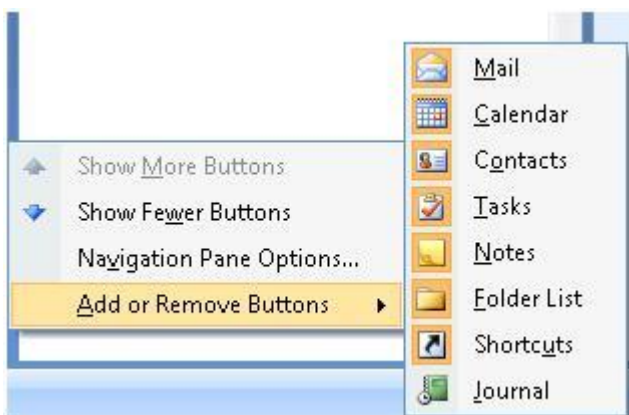 Show More Buttons
Show Fewer Buttons
Navigation Pane Options...
Add or Remove Buttons
Mail
Calendar
Contacts
Tasks
Notes
Folder List
Shortcuts
Journal